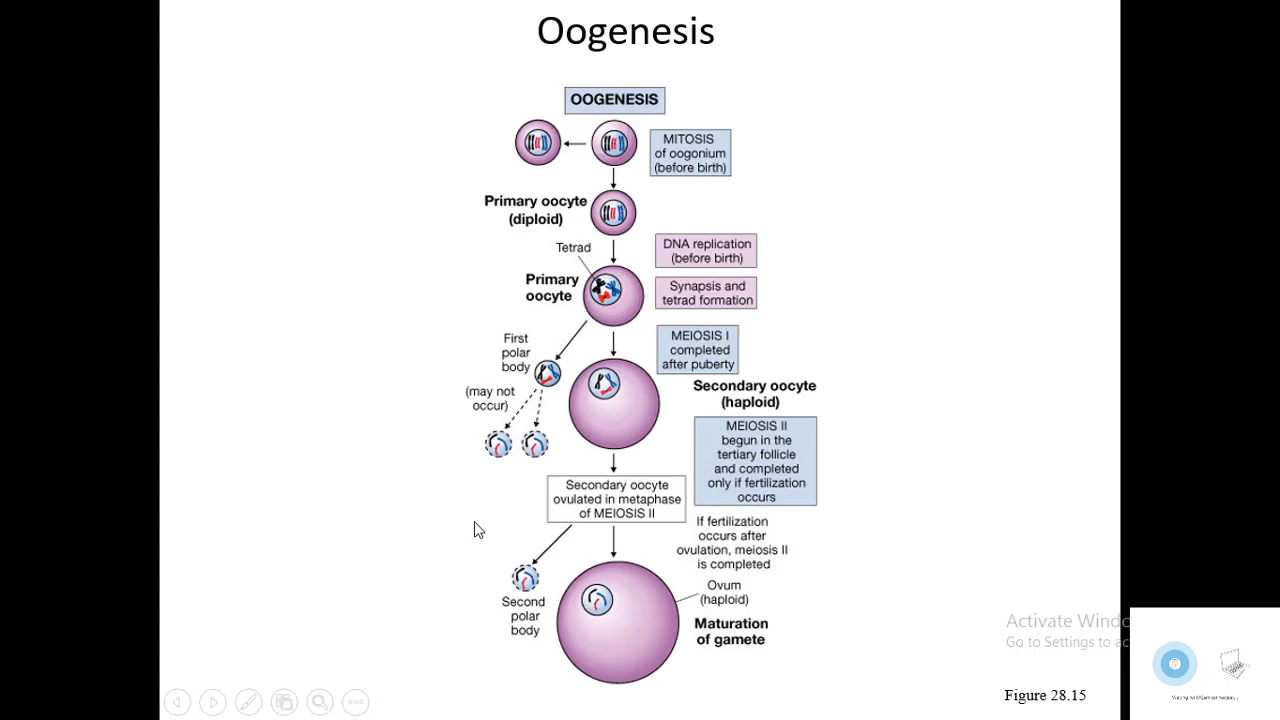 Oogenesis
OOGENESIS
MITOSIS
of oogonium
(before birth)
Primary oocyte
(diploid)
Tetrad
DNA replication
(before birth)
Primary
oocyte
Synapsis and
tetrad formation
First
polar
body
MEIOSIS I
completed
after puberty
(may not
occur)
Secondary oocyte
(haploid)
MEIOSIS II
begun in the
tertiary follicle
and completed
only if fertilization
occurs
Secondary oocyte
ovulated in metaphase
of MEIOSIS II
If fertilization
occurs after
ovulation, meiosis II
is completed
Second
polar
body
Ovum
(haploid)
Maturation
of gamete
Activate Windo
Go to Settings to ac
Figure 28.15